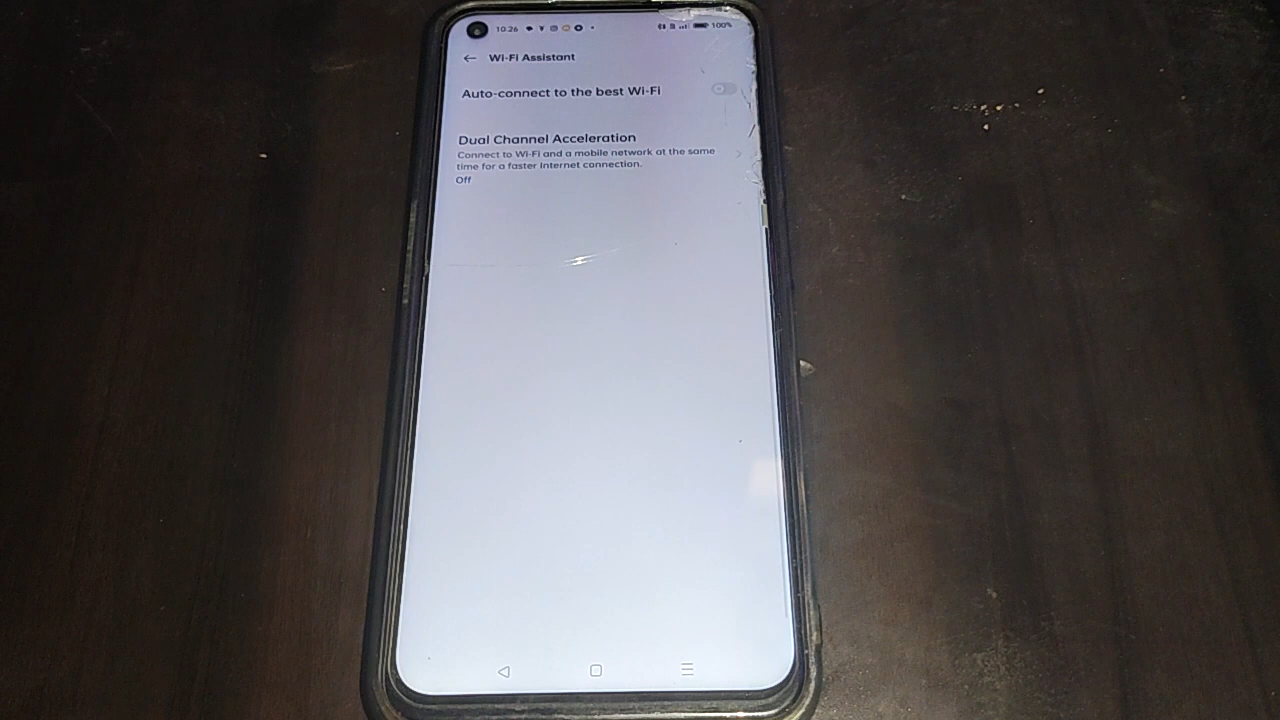 10:26
100%
Wi-Fi Assistant
Auto-connect to the best Wi-Fi
Dual Channel Acceleration
Connect to Wi-Fi and a mobile network at the same
time for a faster Internet connection.
Off